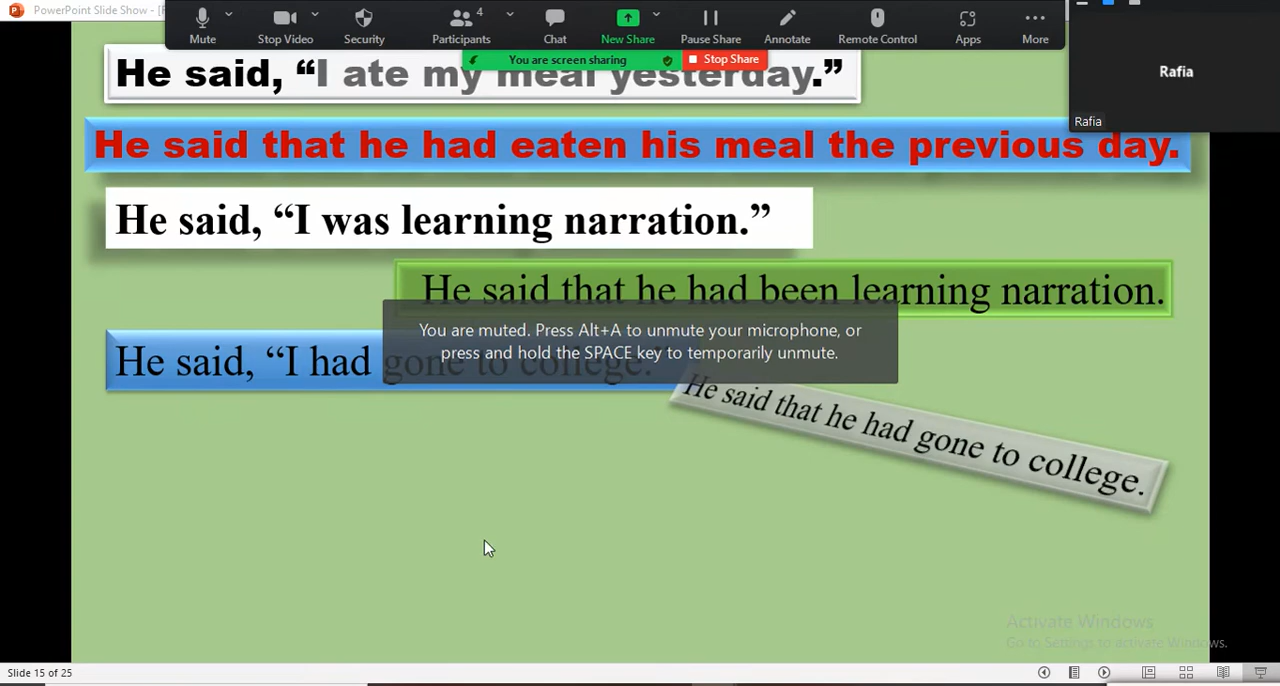 PowerPoint Slide Show - [
Mute
Stop Video
Security
4
Participants
Chat
New Share
Pause Share
Annotate
Remote Control
Apps
More
You are screen sharing
Stop Share
Rafia
Rafia
He said, “I ate my meal yesterday.”
He said that he had eaten his meal the previous day.
He said, “I was learning narration.”
He said that he had been learning narration.
You are muted. Press Alt+A to unmute your microphone, or
press and hold the SPACE key to temporarily unmute.
He said, “I had gone to college.”
He said that he had gone to college.
Activate Windows
Go to Settings to activate Windows.
Slide 15 of 25